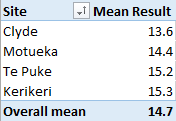 Site Mean Result
Clyde 13.6
Motueka 14.4
Te Puke 15.2
Kerikeri 15.3
Overall mean 14.7